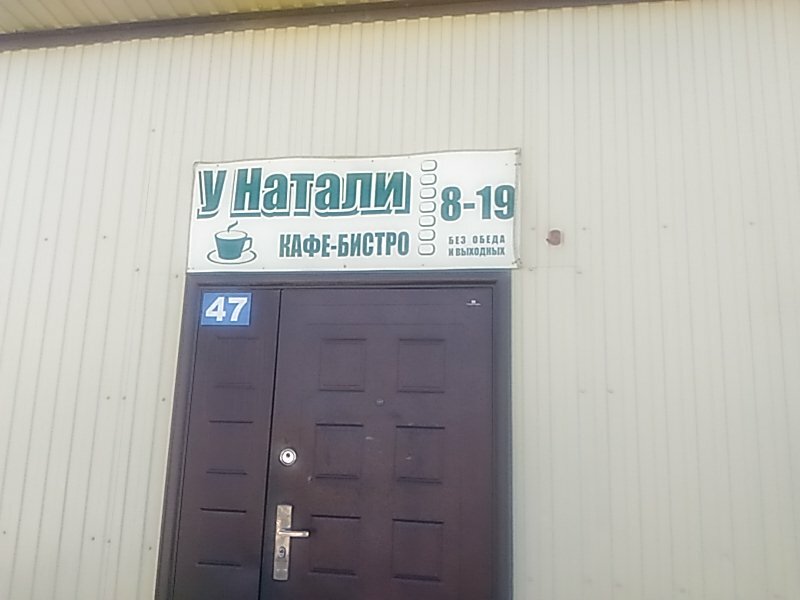 У Натали
КАФЕ-БИСТРО
8-19
БЕЗ ОБЕДА
И ВЫХОДНЫХ
47